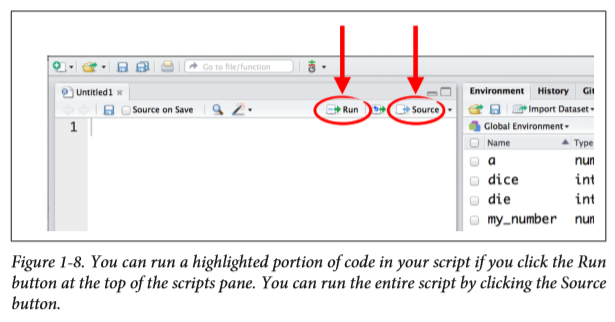 Go to file/function
Untitled1 ×
Source on Save
Run
Source
1
Environment
History
Import Dataset
Global Environment
Name
Type
a
num
dice
int
die
int
my_number
num
Figure 1-8. You can run a highlighted portion of code in your script if you click the Run
button at the top of the scripts pane. You can run the entire script by clicking the Source
button.